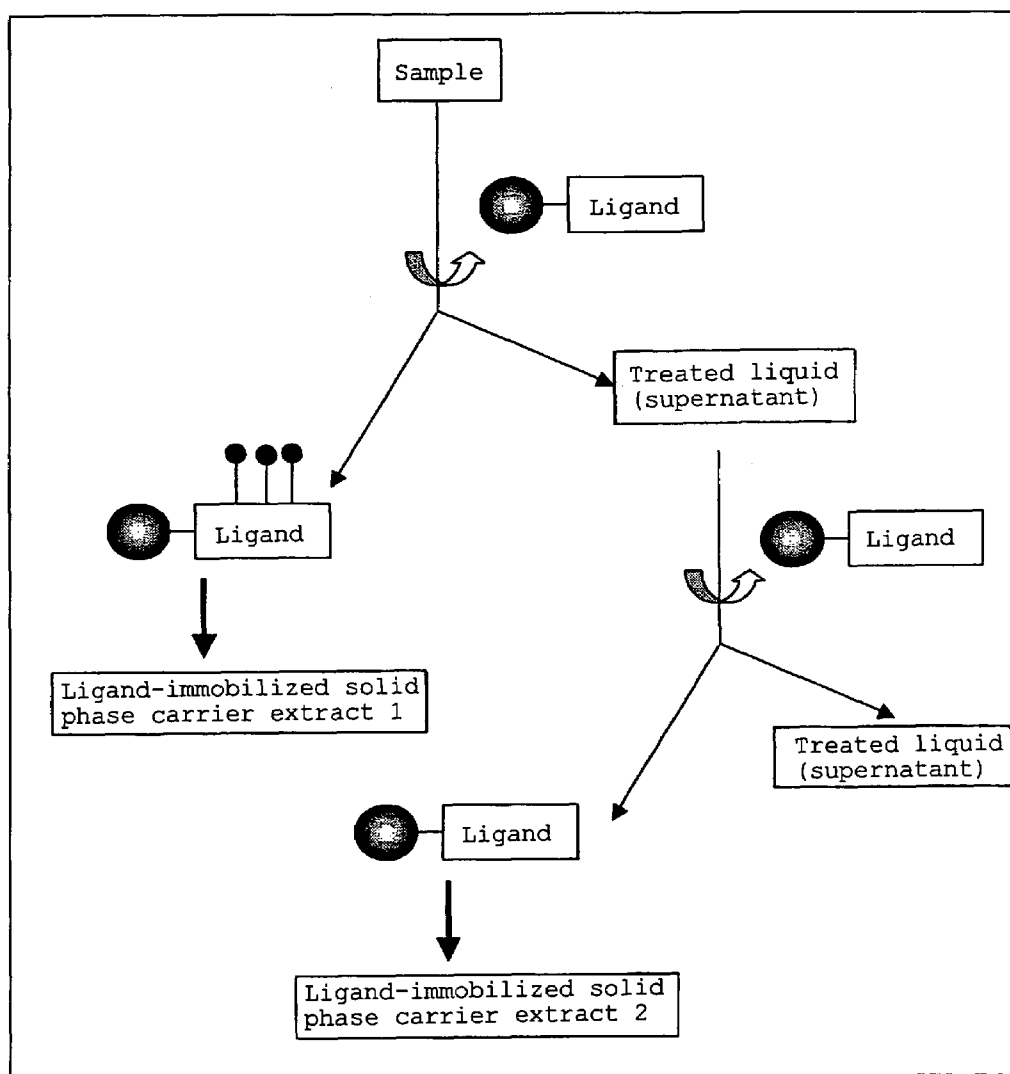 Sample
Ligand
Treated liquid
(supernatant)
Ligand
Ligand
Ligand-immobilized solid
phase carrier extract 1
Treated liquid
(supernatant)
Ligand
Ligand-immobilized solid
phase carrier extract 2